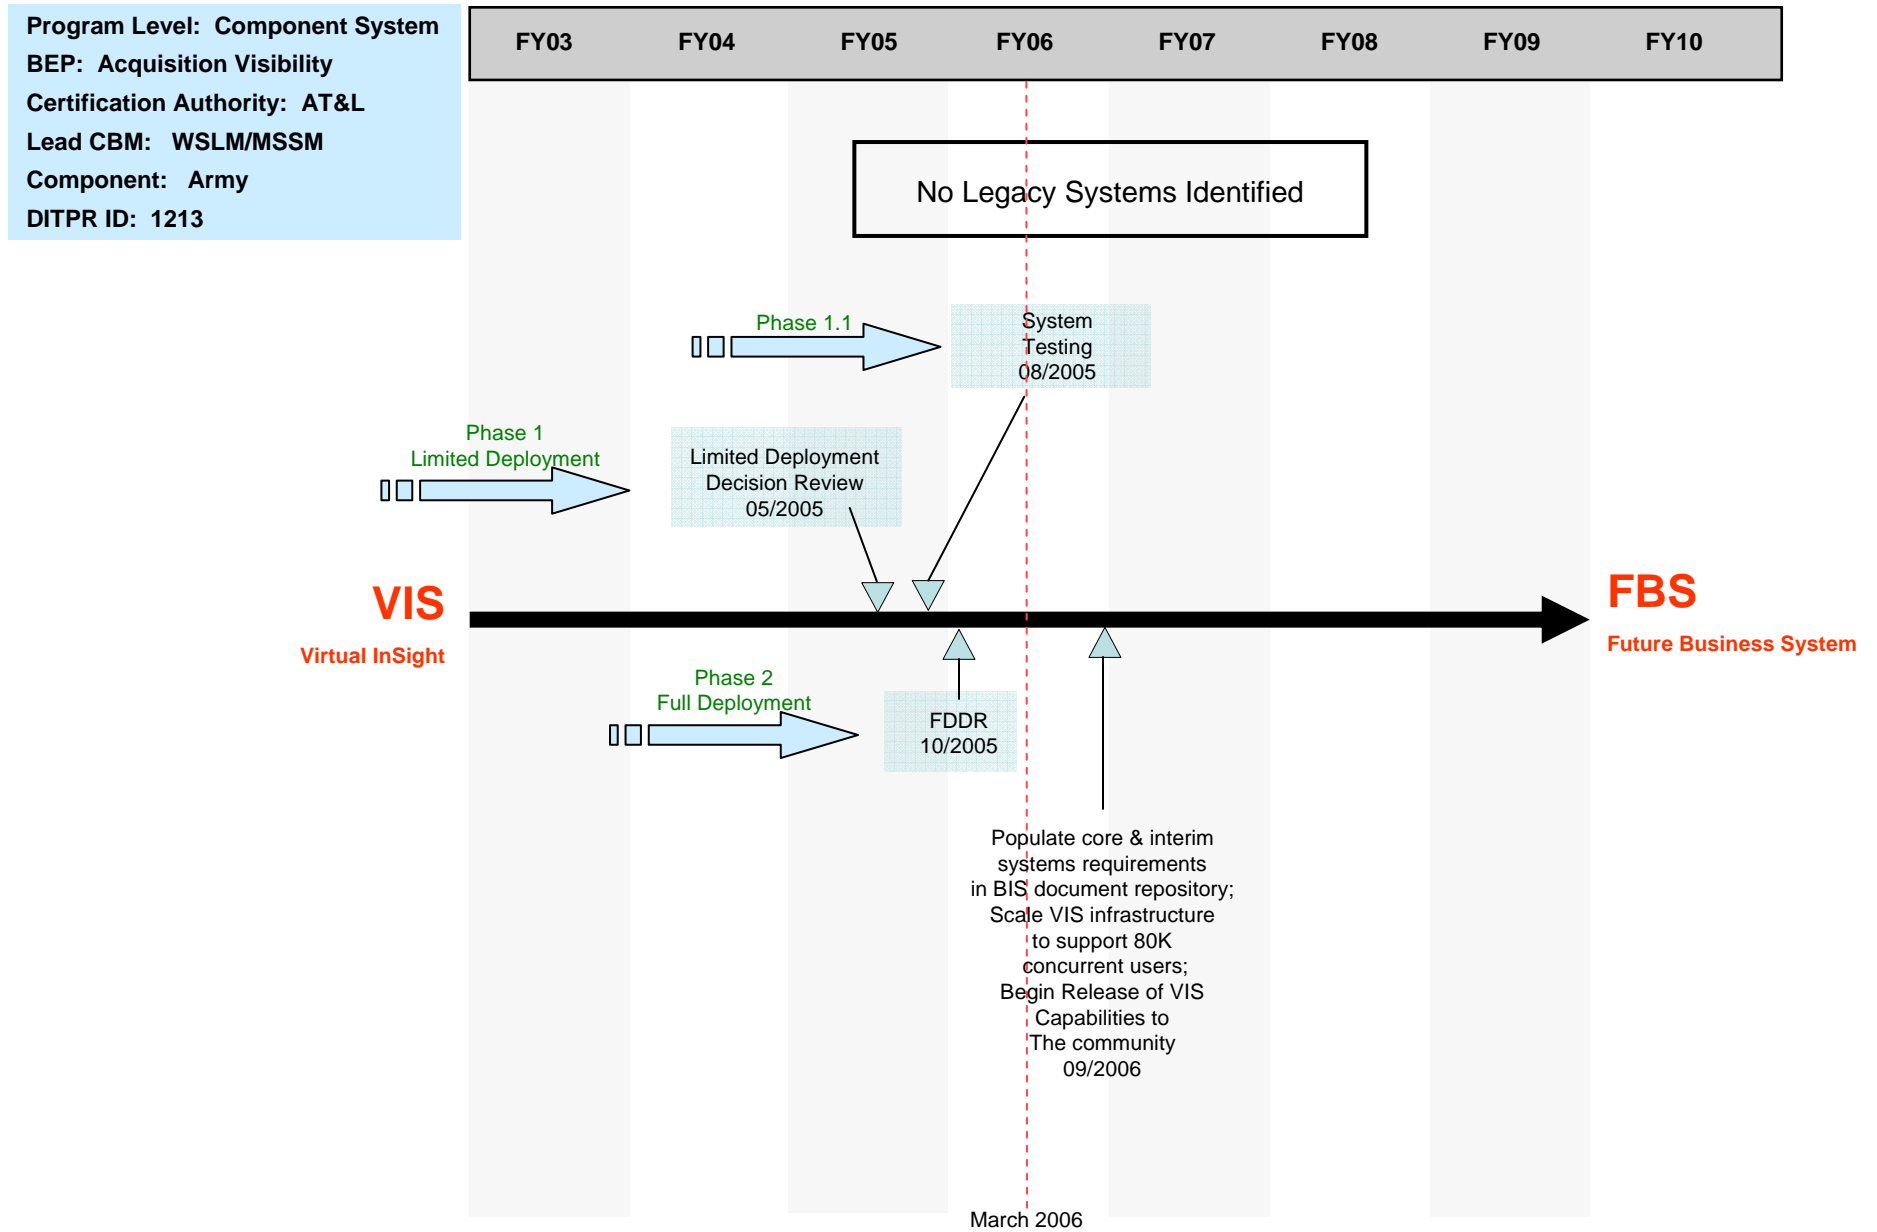 Program Level: Component System
BEP: Acquisition Visibility
Certification Authority: AT&L
Lead CBM: WSLM/MSSM
Component: Army
DITPR ID: 1213
FY03 FY04 FY05 FY06 FY07 FY08 FY09 FY10
No Legacy Systems Identified
Phase 1.1
System
Testing
08/2005
Phase 1
Limited Deployment
Limited Deployment
Decision Review
05/2005
VIS
Virtual InSight
FBS
Future Business System
Phase 2
Full Deployment
FDDR
10/2005
Populate core & interim
systems requirements
in BIS document repository;
Scale VIS infrastructure
to support 80K
concurrent users;
Begin Release of VIS
Capabilities to
The community
09/2006
March 2006